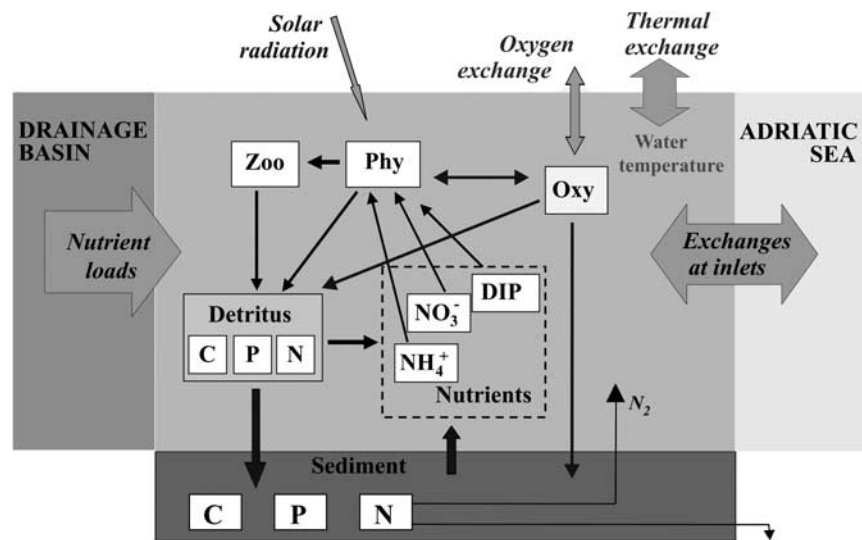 Solar
radiation
Oxygen
exchange
Thermal
exchange
DRAINAGE
BASIN
Water
temperature
ADRIATIC
SEA
Zoo
Phy
Oxy
Nutrient
loads
Exchanges
at inlets
Detritus
C P N
DIP
NO₃⁻
NH₄⁺
Nutrients
N₂
Sediment
C P N